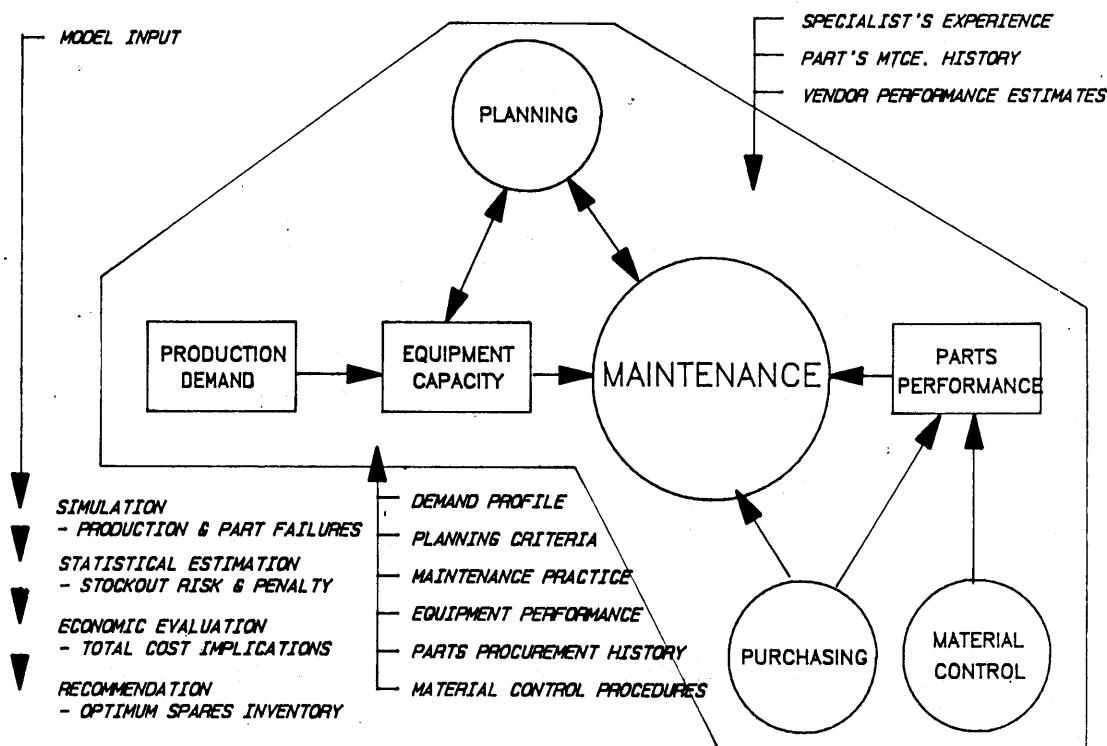 MODEL INPUT
SPECIALIST'S EXPERIENCE
PART'S MTCE. HISTORY
VENDOR PERFORMANCE ESTIMATES
PLANNING
PRODUCTION
DEMAND
EQUIPMENT
CAPACITY
MAINTENANCE
PARTS
PERFORMANCE
SIMULATION
- PRODUCTION & PART FAILURES
STATISTICAL ESTIMATION
- STOCKOUT RISK & PENALTY
ECONOMIC EVALUATION
- TOTAL COST IMPLICATIONS
RECOMMENDATION
- OPTIMUM SPARES INVENTORY
DEMAND PROFILE
PLANNING CRITERIA
MAINTENANCE PRACTICE
EQUIPMENT PERFORMANCE
PARTS PROCUREMENT HISTORY
MATERIAL CONTROL PROCEDURES
PURCHASING
MATERIAL
CONTROL